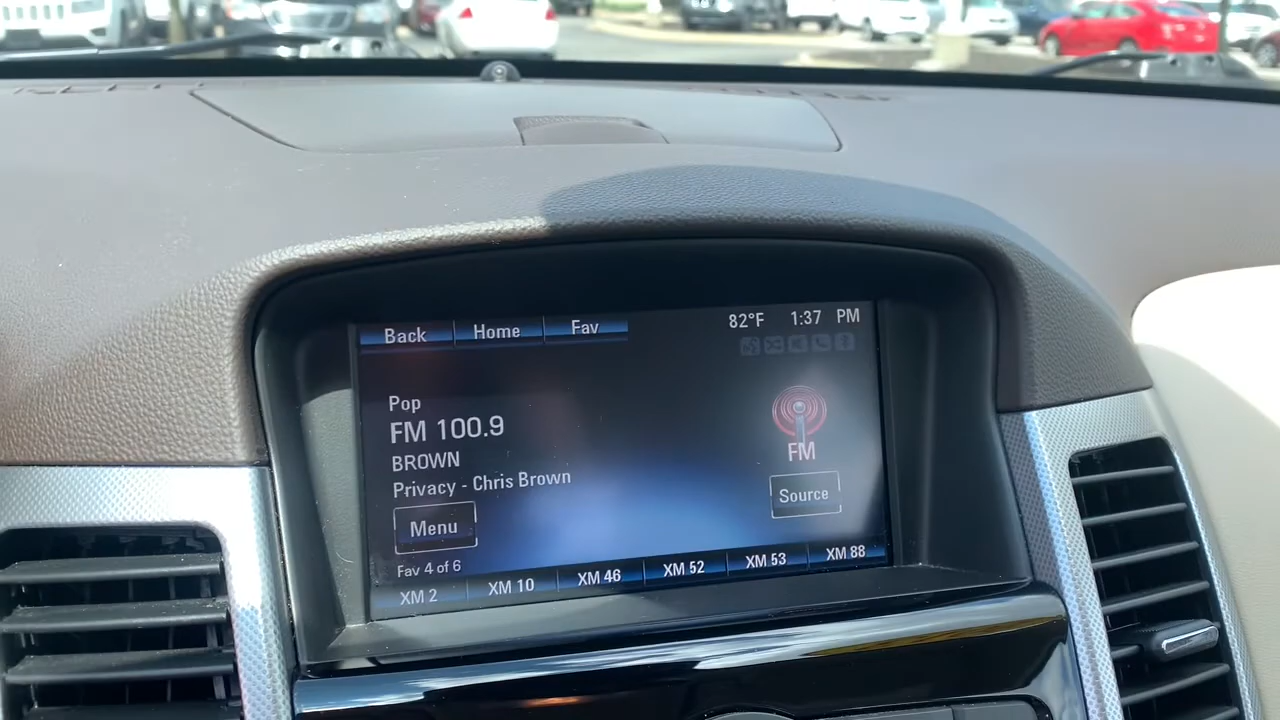 Back Home Fav 82°F 1:37 PM
Pop
FM 100.9
BROWN
Privacy - Chris Brown
FM
Menu Source
Fav 4 of 6
XM 2 XM 10 XM 46 XM 52 XM 53 XM 88